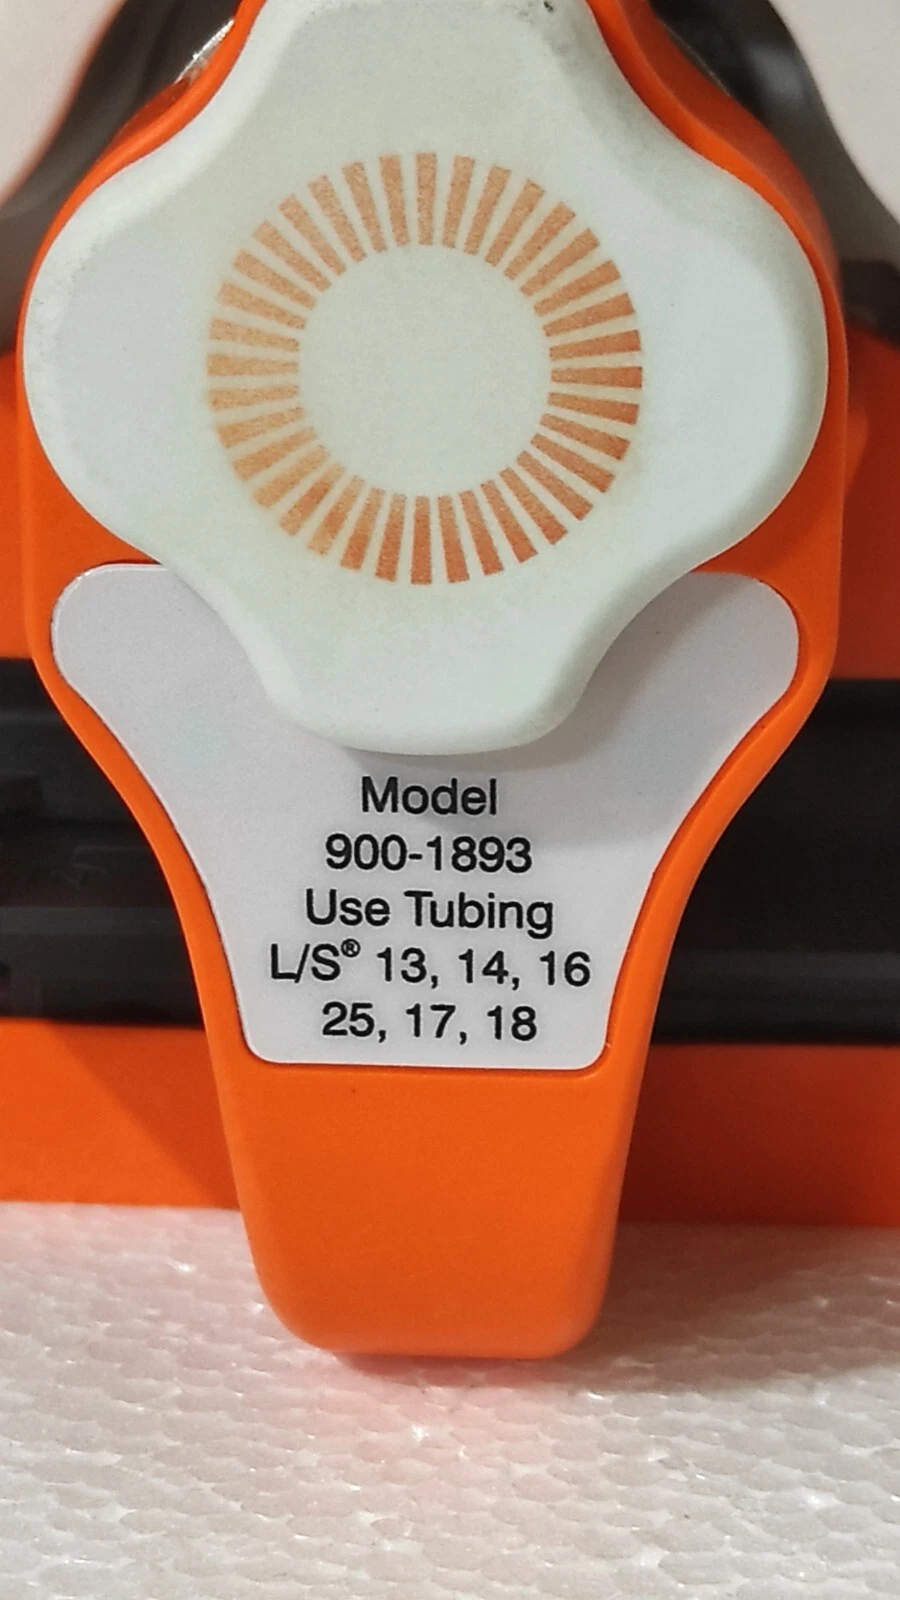 Model
900-1893
Use Tubing
L/S® 13, 14, 16
25, 17, 18